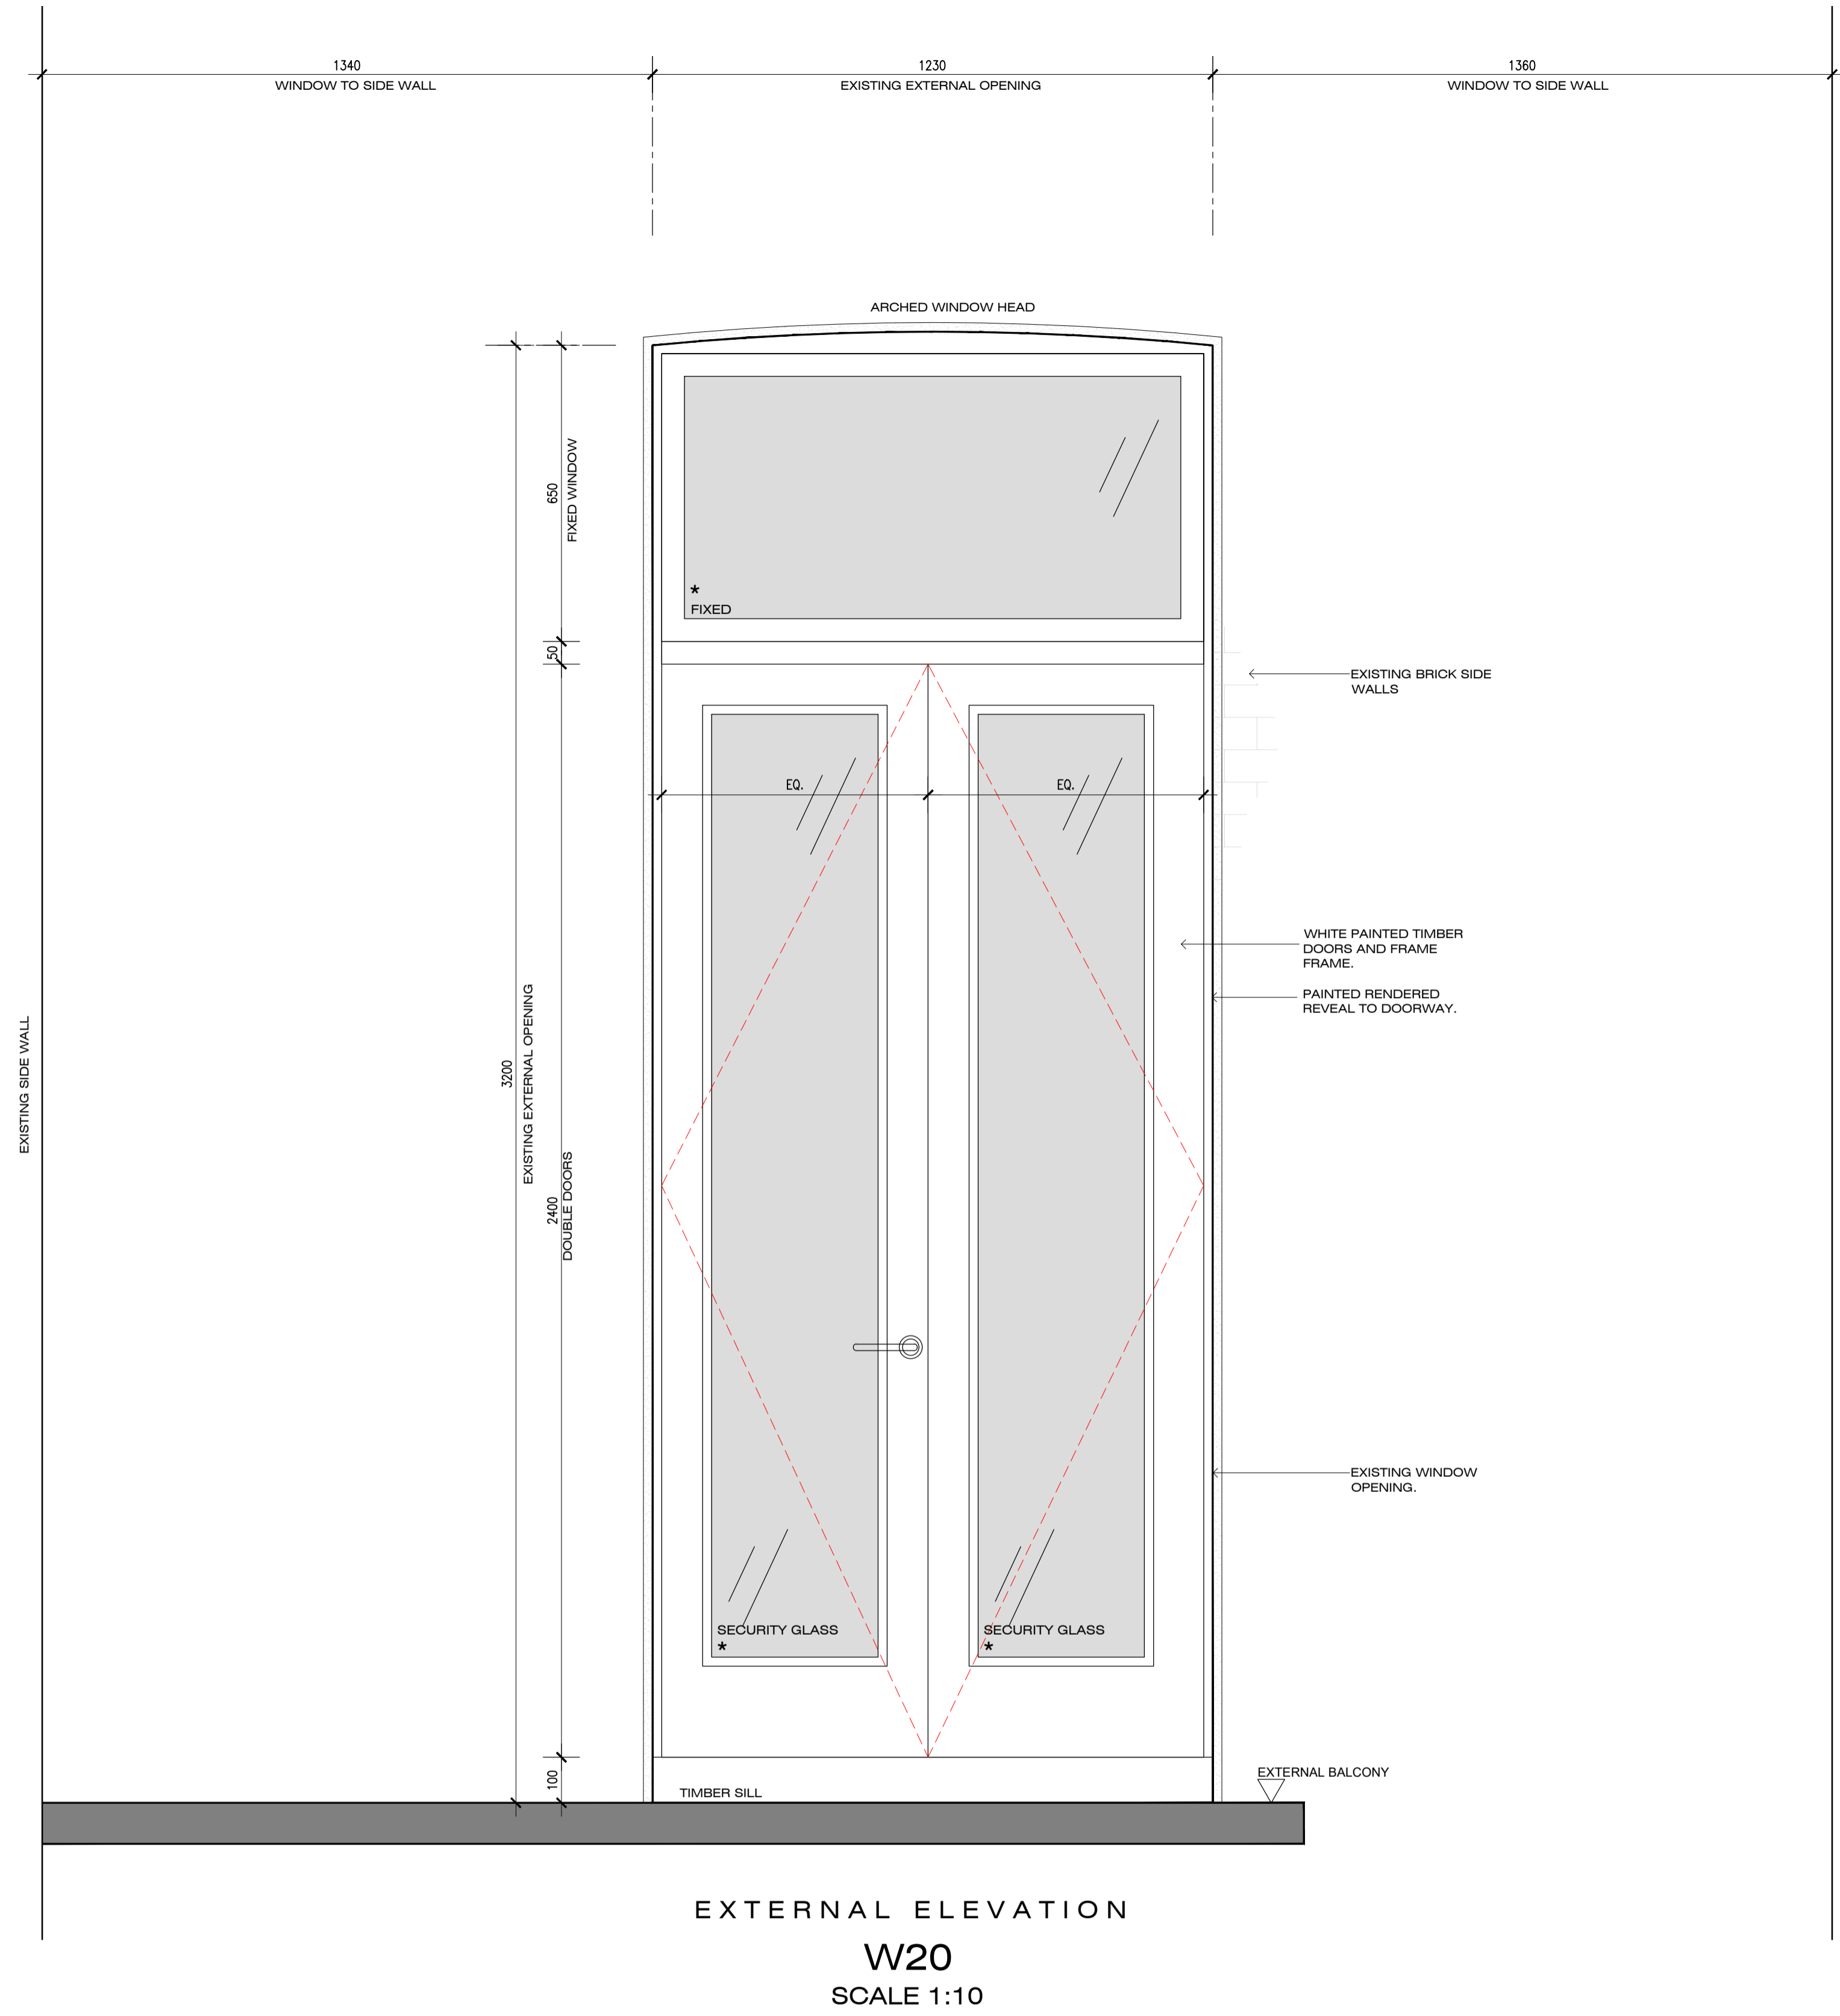 1340
WINDOW TO SIDE WALL
1230
EXISTING EXTERNAL OPENING
1360
WINDOW TO SIDE WALL
ARCHED WINDOW HEAD
650
FIXED WINDOW
*
FIXED
50
EXISTING BRICK SIDE
WALLS
EQ.
EQ.
WHITE PAINTED TIMBER
DOORS AND FRAME
FRAME.
PAINTED RENDERED
REVEAL TO DOORWAY.
EXISTING SIDE WALL
3200
EXISTING EXTERNAL OPENING
2400
DOUBLE DOORS
EXISTING WINDOW
OPENING.
SECURITY GLASS
*
SECURITY GLASS
*
100
TIMBER SILL
EXTERNAL BALCONY
EXTERNAL ELEVATION
W20
SCALE 1:10